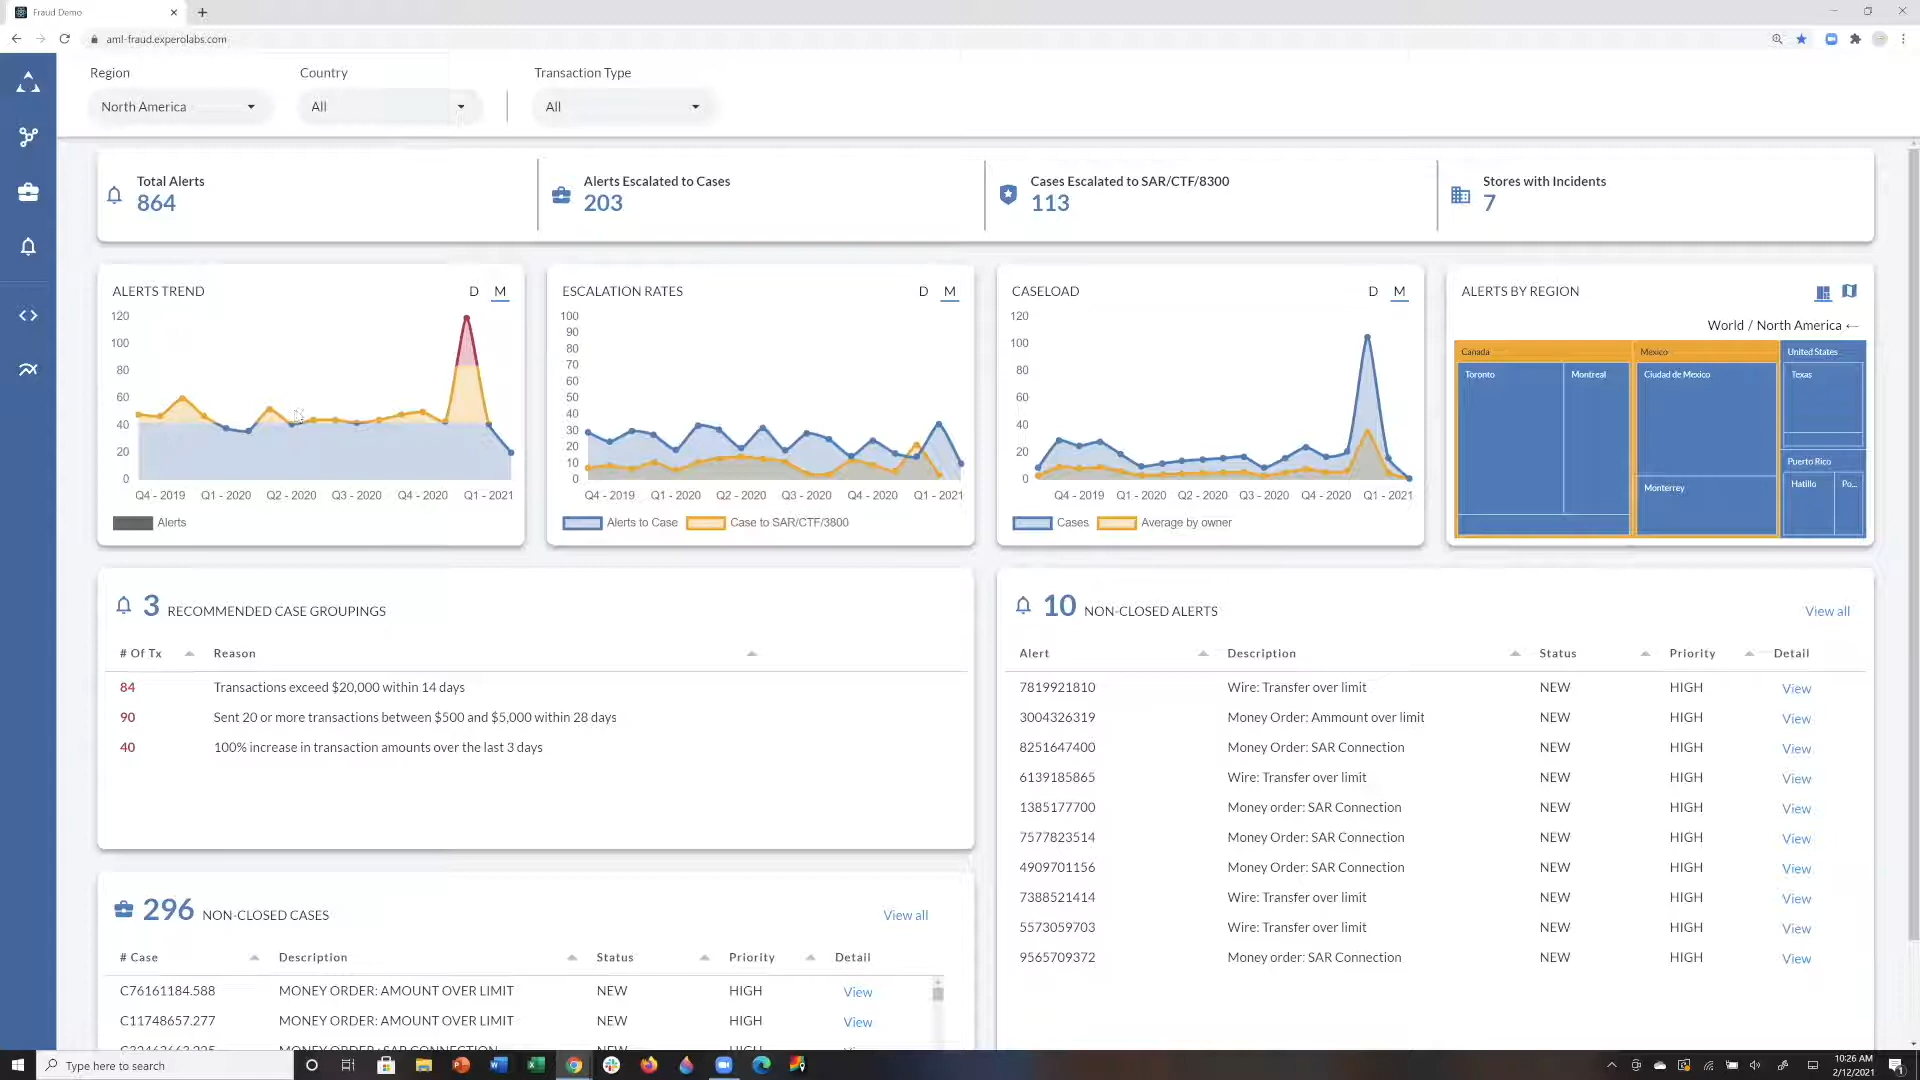 Fraud Demo
aml-fraud.experolabs.com
Region
Country
Transaction Type
North America
All
All
Total Alerts
864
Alerts Escalated to Cases
203
Cases Escalated to SAR/CTF/8300
113
Stores with Incidents
7
ALERTS TREND
D M
120
100
80
60
40
20
0
Q4 - 2019 Q1 - 2020 Q2 - 2020 Q3 - 2020 Q4 - 2020 Q1 - 2021
Alerts
ESCALATION RATES
D M
100
90
80
70
60
50
40
30
20
10
0
Q4 - 2019 Q1 - 2020 Q2 - 2020 Q3 - 2020 Q4 - 2020 Q1 - 2021
Alerts to Case Case to SAR/CTF/3800
CASELOAD
D M
120
100
80
60
40
20
0
Q4 - 2019 Q1 - 2020 Q2 - 2020 Q3 - 2020 Q4 - 2020 Q1 - 2021
Cases Average by owner
ALERTS BY REGION
World / North America ←
Canada
Toronto
Montreal
Mexico
Ciudad de Mexico
Monterrey
United States
Texas
Puerto Rico
Hatillo
Po...
3 RECOMMENDED CASE GROUPINGS
# Of Tx Reason
84 Transactions exceed $20,000 within 14 days
90 Sent 20 or more transactions between $500 and $5,000 within 28 days
40 100% increase in transaction amounts over the last 3 days
10 NON-CLOSED ALERTS View all
Alert Description Status Priority Detail
7819921810 Wire: Transfer over limit NEW HIGH View
3004326319 Money Order: Ammount over limit NEW HIGH View
8251647400 Money Order: SAR Connection NEW HIGH View
6139185865 Wire: Transfer over limit NEW HIGH View
1385177700 Money order: SAR Connection NEW HIGH View
7577823514 Money Order: SAR Connection NEW HIGH View
4909701156 Money Order: SAR Connection NEW HIGH View
7388521414 Wire: Transfer over limit NEW HIGH View
5573059703 Wire: Transfer over limit NEW HIGH View
9565709372 Money order: SAR Connection NEW HIGH View
296 NON-CLOSED CASES View all
# Case Description Status Priority Detail
C76161184.588 MONEY ORDER: AMOUNT OVER LIMIT NEW HIGH View
C11748657.277 MONEY ORDER: AMOUNT OVER LIMIT NEW HIGH View
Type here to search
10:26 AM
2/12/2021